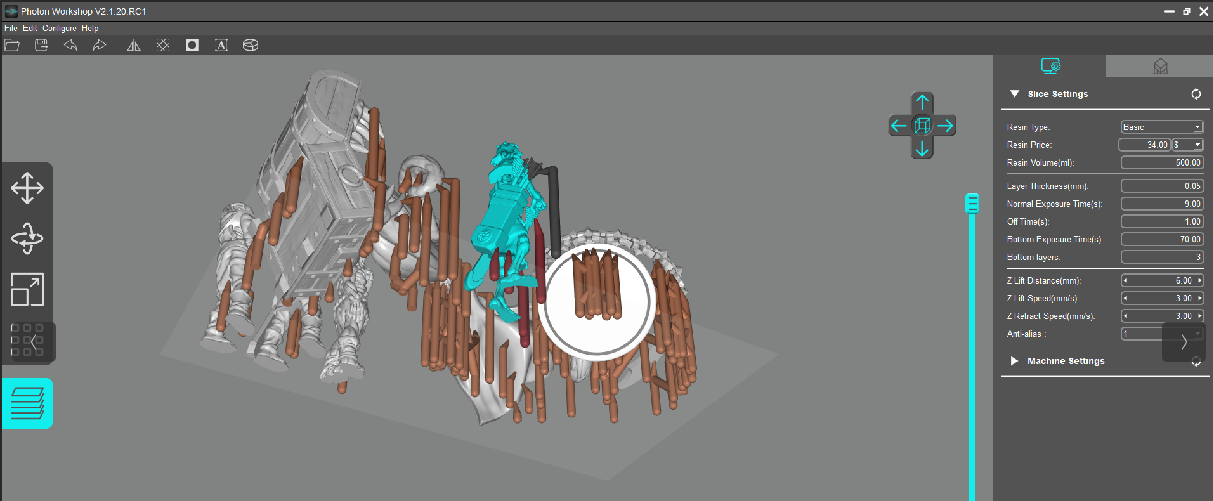 Photon Workshop V2.1.20.RC1
File Edit Configure Help
A
Slice Settings
Resin Type: Basic
Resin Price: 34.00 $
Resin Volume(ml): 500.00
Layer Thickness(mm): 0.05
Normal Exposure Time(s): 9.00
Off Time(s): 1.00
Bottom Exposure Time(s) 70.00
Bottom layers: 3
Z Lift Distance(mm): 6.00
Z Lift Speed(mm/s) 3.00
Z Retract Speed(mm/s): 3.00
Anti-alias : 1
Machine Settings